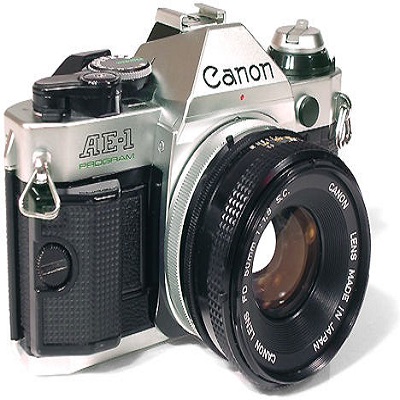 Canon
AE-1
PROGRAM
CANON LENS FD 50mm 1:1.8 S.C.
CANON LENS MADE IN JAPAN